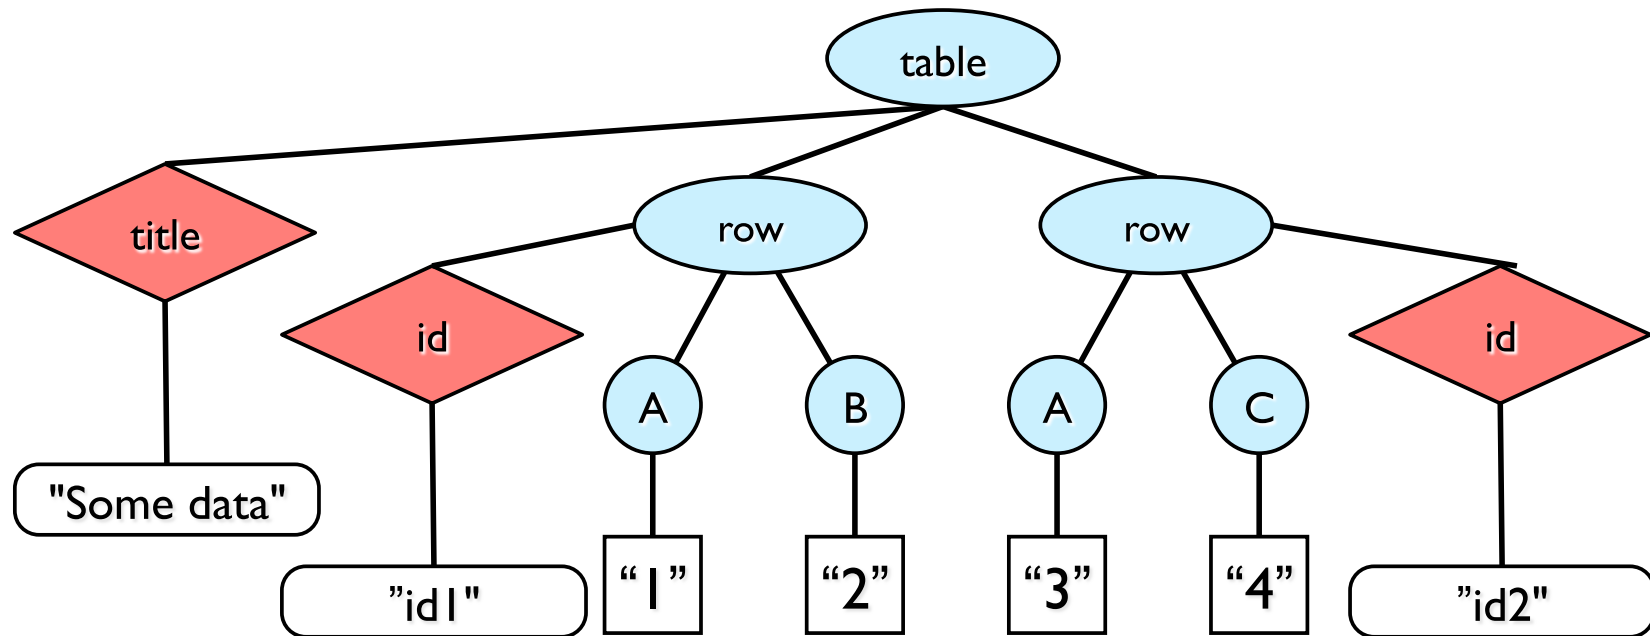 table
title
row
row
id
id
A
B
A
C
"Some data"
”id1"
“1”
“2”
“3”
“4”
”id2"